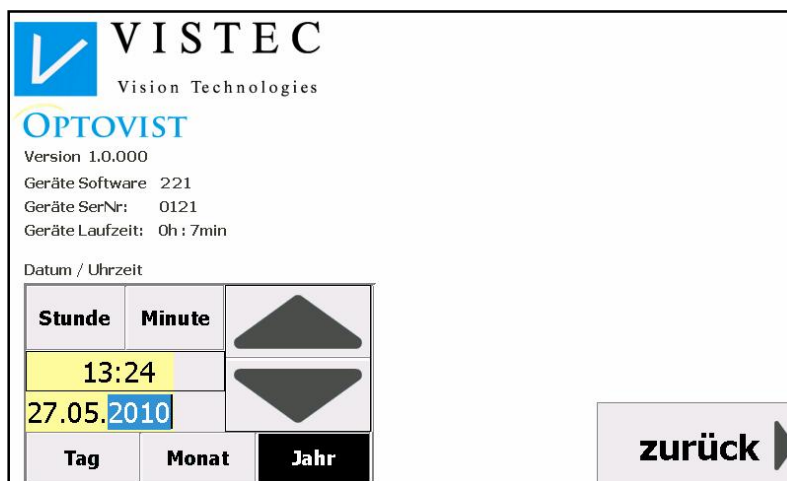 VISTEC
Vision Technologies
OPTOVIST
Version 1.0.000
Geräte Software 221
Geräte SerNr: 0121
Geräte Laufzeit: 0h : 7min
Datum / Uhrzeit
Stunde Minute
13:24
27.05.2010
Tag Monat Jahr
zurück